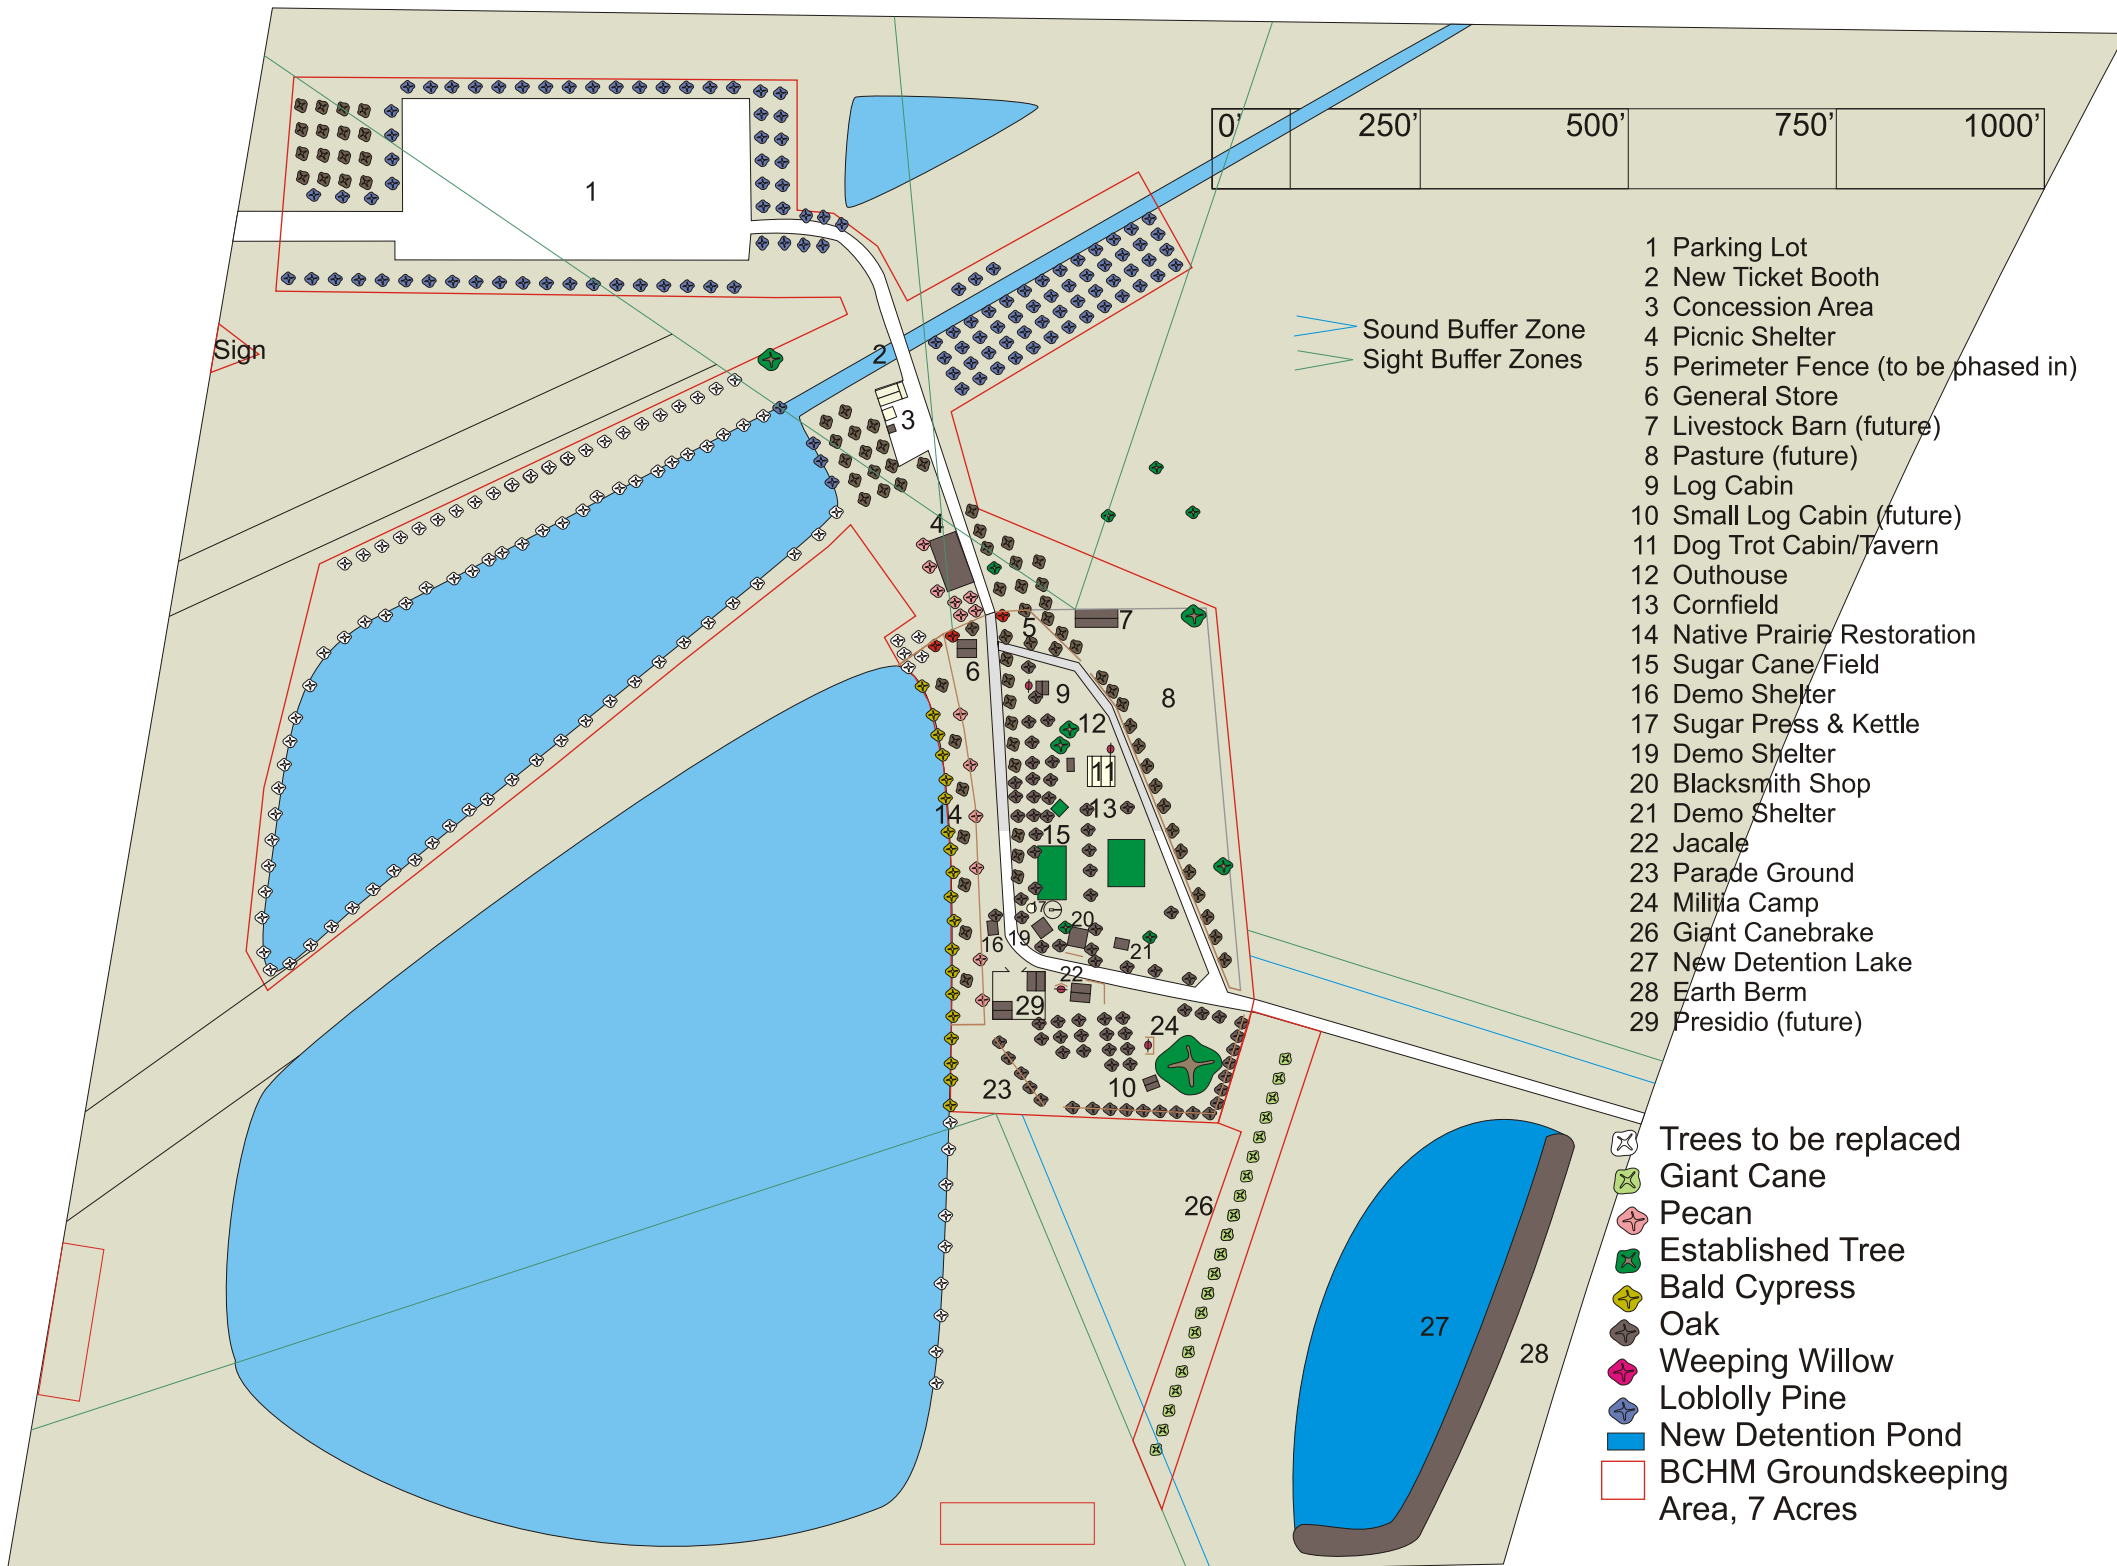 0' 250' 500' 750' 1000'
1
1 Parking Lot
2 New Ticket Booth
3 Concession Area
4 Picnic Shelter
5 Perimeter Fence (to be phased in)
6 General Store
7 Livestock Barn (future)
8 Pasture (future)
9 Log Cabin
10 Small Log Cabin (future)
11 Dog Trot Cabin/Tavern
12 Outhouse
13 Cornfield
14 Native Prairie Restoration
15 Sugar Cane Field
16 Demo Shelter
17 Sugar Press & Kettle
19 Demo Shelter
20 Blacksmith Shop
21 Demo Shelter
22 Jacale
23 Parade Ground
24 Militia Camp
26 Giant Canebrake
27 New Detention Lake
28 Earth Berm
29 Presidio (future)
Sound Buffer Zone
Sight Buffer Zones
Sign
2
3
4
5
7
6
9
8
12
11
13
14
15
17
20
16
19
21
22
29
24
23
10
26
27
28
Trees to be replaced
Giant Cane
Pecan
Established Tree
Bald Cypress
Oak
Weeping Willow
Loblolly Pine
New Detention Pond
BCHM Groundskeeping
Area, 7 Acres